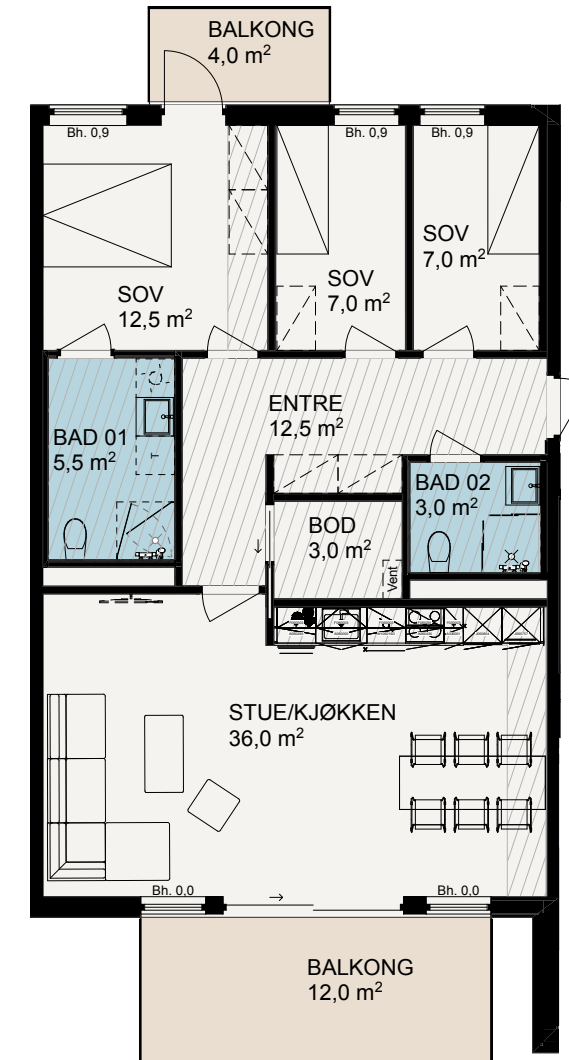 BALKONG
4,0 m²
Bh. 0,9
Bh. 0,9
Bh. 0,9
SOV
12,5 m²
SOV
7,0 m²
SOV
7,0 m²
ENTRE
12,5 m²
BAD 01
5,5 m²
T
BAD 02
3,0 m²
BOD
3,0 m²
Vent
STUE/KJØKKEN
36,0 m²
Bh. 0,0
Bh. 0,0
BALKONG
12,0 m²